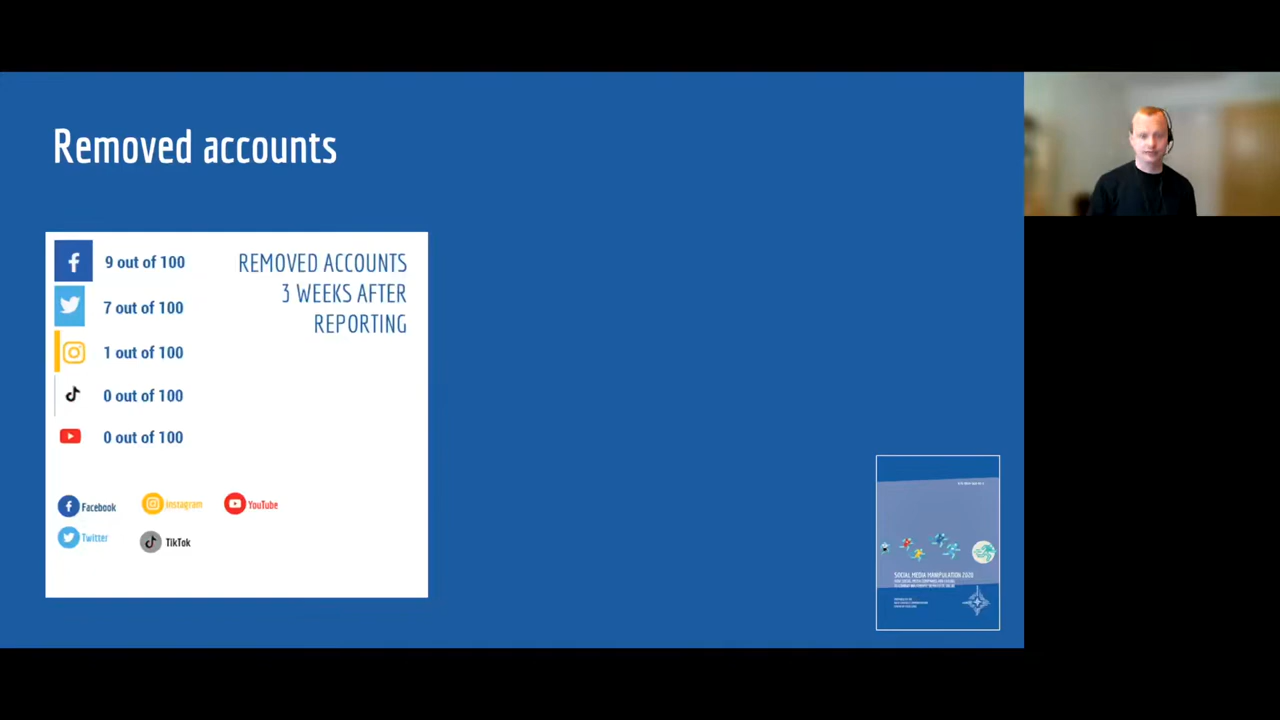 Removed accounts
9 out of 100
7 out of 100
1 out of 100
0 out of 100
0 out of 100
REMOVED ACCOUNTS
3 WEEKS AFTER
REPORTING
Facebook
Instagram
YouTube
Twitter
TikTok
SOCIAL MEDIA MANIPULATION 2020